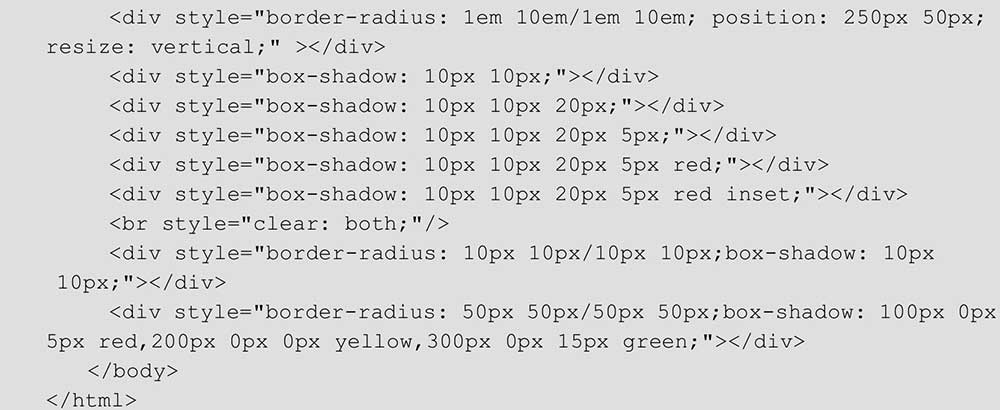 <div style="border-radius: 1em 10em/1em 10em; position: 250px 50px;
resize: vertical;" ></div>
<div style="box-shadow: 10px 10px;"></div>
<div style="box-shadow: 10px 10px 20px;"></div>
<div style="box-shadow: 10px 10px 20px 5px;"></div>
<div style="box-shadow: 10px 10px 20px 5px red;"></div>
<div style="box-shadow: 10px 10px 20px 5px red inset;"></div>
<br style="clear: both;"/>
<div style="border-radius: 10px 10px/10px 10px;box-shadow: 10px
10px;"></div>
<div style="border-radius: 50px 50px/50px 50px;box-shadow: 100px 0px
5px red,200px 0px 0px yellow,300px 0px 15px green;"></div>
</body>
</html>